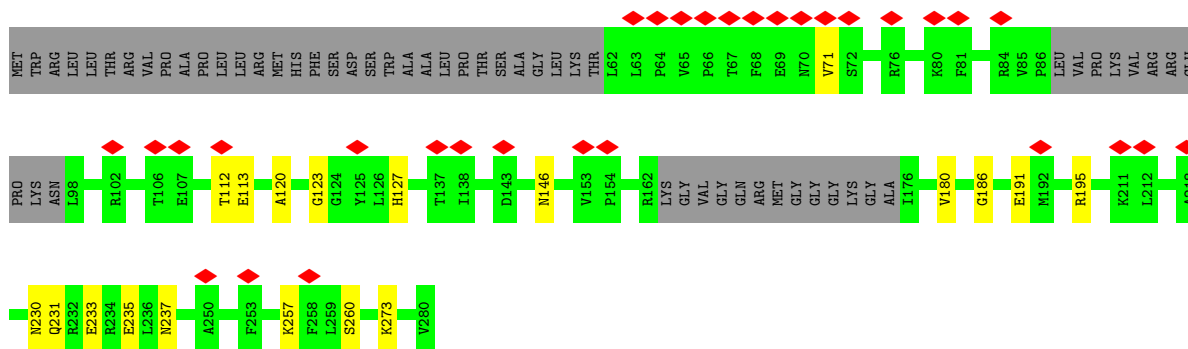 MET TRP ARG LEU LEU THR ARG VAL PRO ALA PRO LEU LEU ARG MET HIS PHE SER ASP SER TRP ALA ALA LEU PRO THR SER ALA GLY LEU LYS THR L62 L63 P64 V65 P66 T67 F68 E69 N70 V71 S72 R76 K80 F81 R84 V85 P86 LEU VAL PRO LYS VAL ARG ARG
PRO LYS ASN L98 R102 T106 E107 T112 E113 A120 G123 G124 Y125 L126 H127 T137 I138 D143 N146 V153 P154 R162 LYS GLY VAL GLY GLN ARG MET GLY GLY GLY LYS GLY ALA I176 V180 G186 E191 M192 R195 K211 L212
N230 Q231 R232 E233 R234 E235 L236 N237 A250 F253 K257 F258 L259 S260 K273 V280